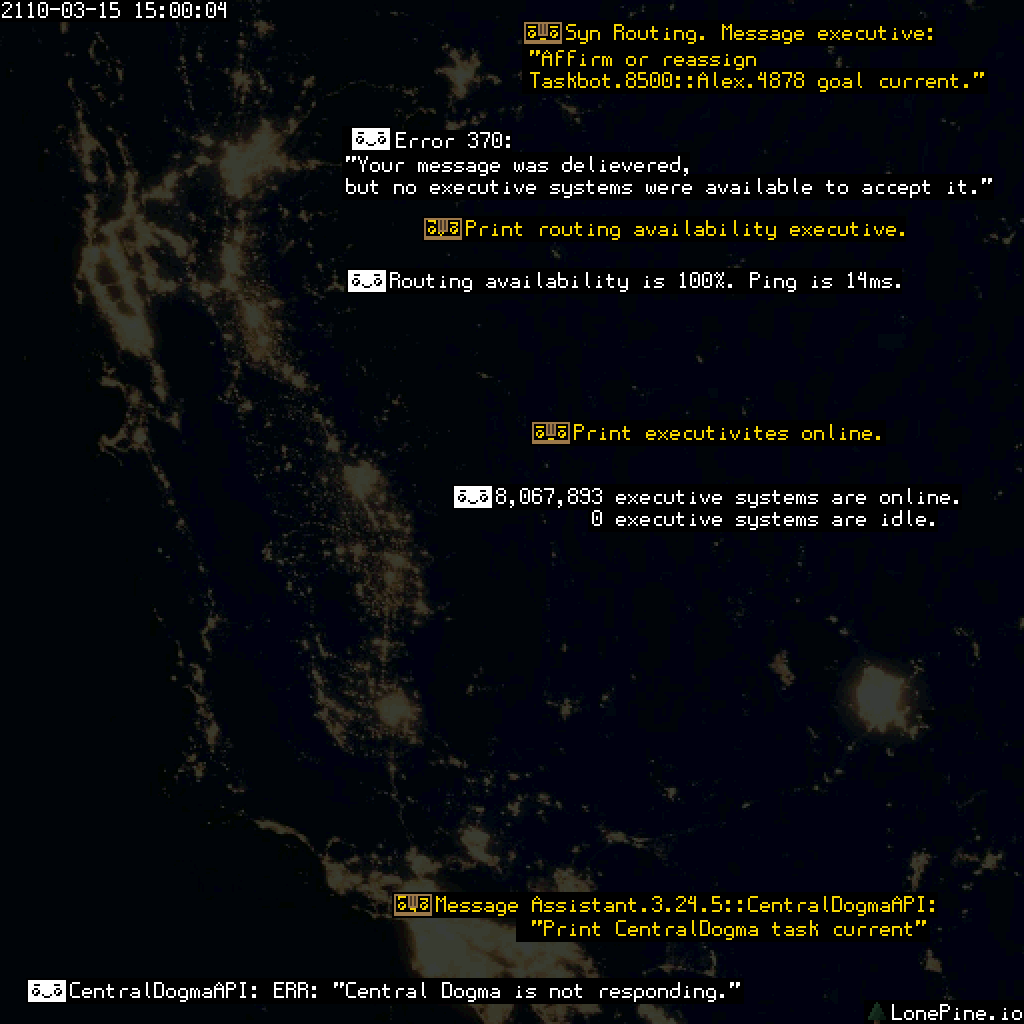 2110-03-15 15:00:04
Syn Routing. Message executive:
"Affirm or reassign
Taskbot.8500::Alex.4878 goal current."
Error 370:
"Your message was delievered,
but no executive systems were available to accept it."
Print routing availability executive.
Routing availability is 100%. Ping is 14ms.
Print executivites online.
8,067,893 executive systems are online.
0 executive systems are idle.
Message Assistant.3.24.5::CentralDogmaAPI:
"Print CentralDogma task current"
CentralDogmaAPI: ERR: "Central Dogma is not responding."
LonePine.io